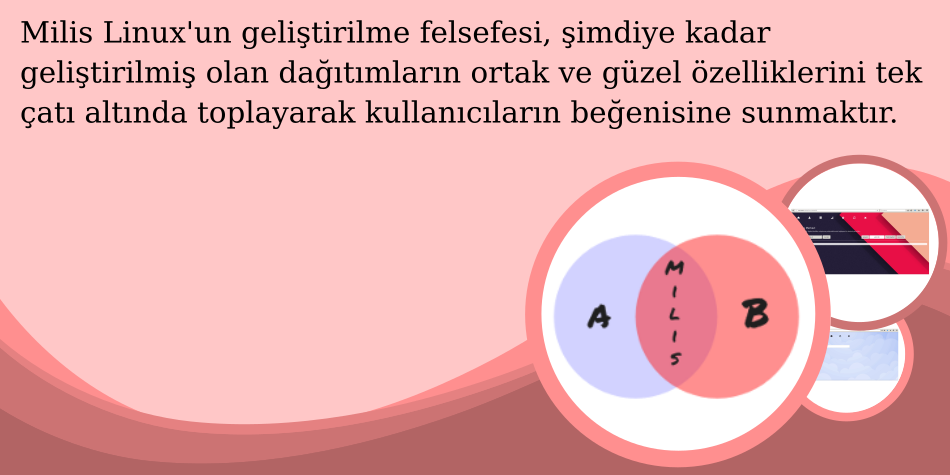 Milis Linux'un geliştirilme felsefesi, şimdiye kadar
geliştirilmiş olan dağıtımların ortak ve güzel özelliklerini tek
çatı altında toplayarak kullanıcıların beğenisine sunmaktır.
A
M
I
L
I
S
B